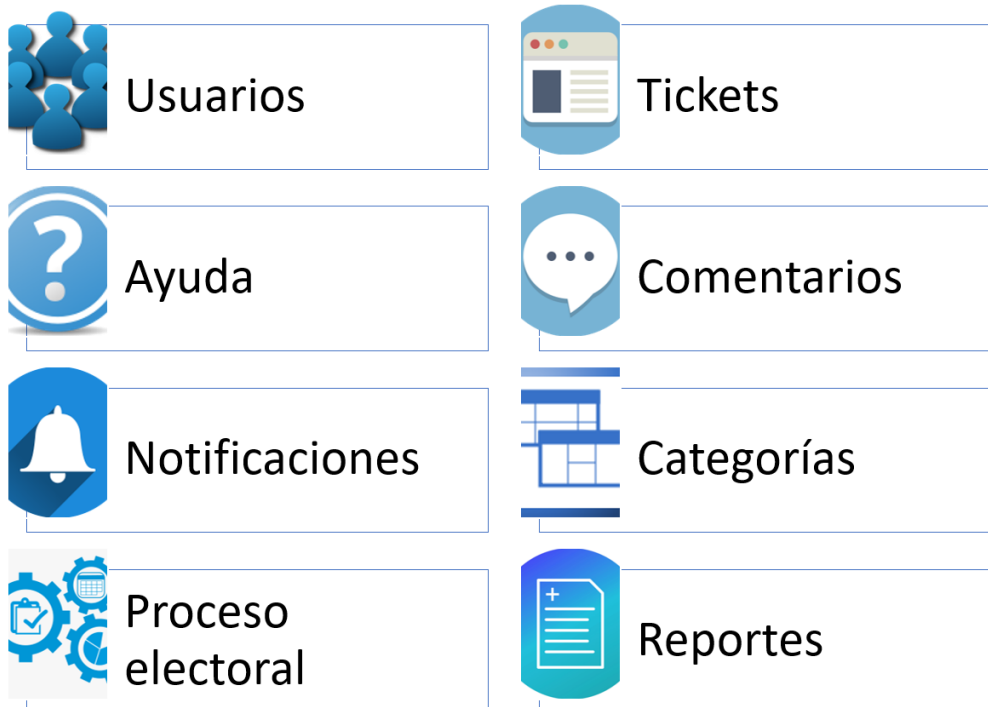 Usuarios
Tickets
Ayuda
Comentarios
Notificaciones
Categorías
Proceso
electoral
Reportes